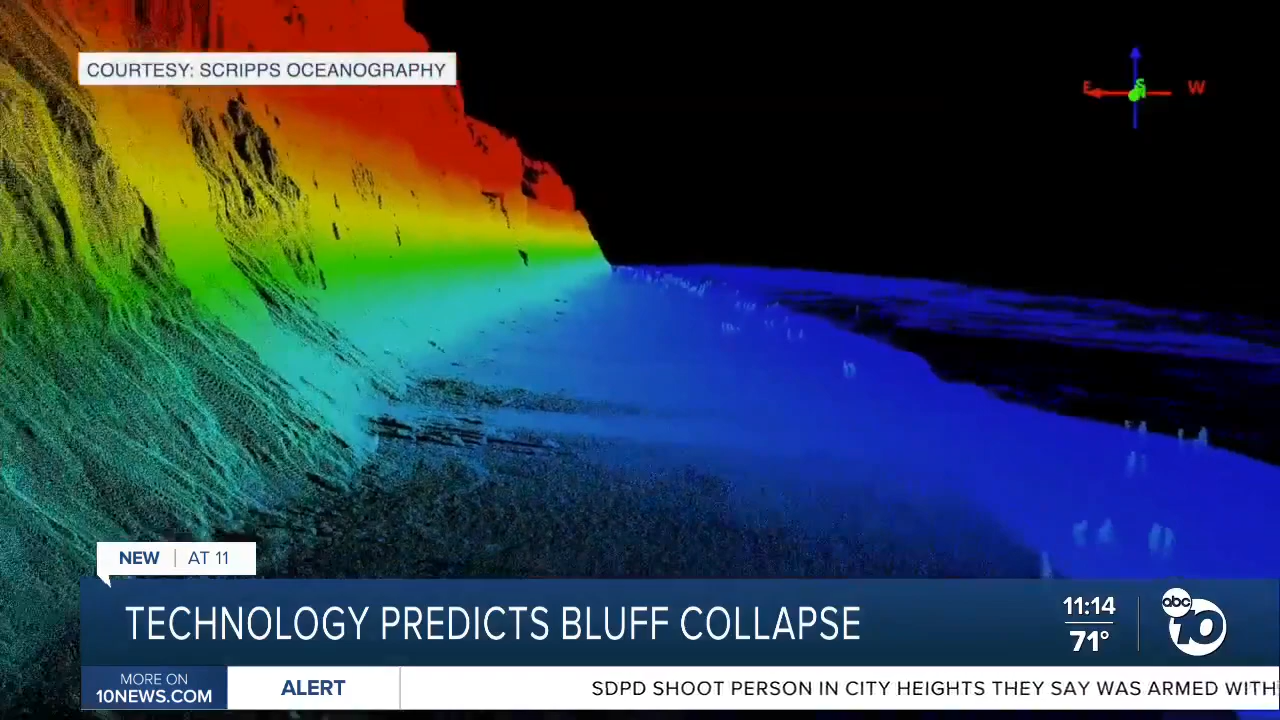 COURTESY: SCRIPPS OCEANOGRAPHY
E S W
NEW | AT 11
TECHNOLOGY PREDICTS BLUFF COLLAPSE
11:14
71°
abc
10
MORE ON
10NEWS.COM
ALERT
SDPD SHOOT PERSON IN CITY HEIGHTS THEY SAY WAS ARMED WITH